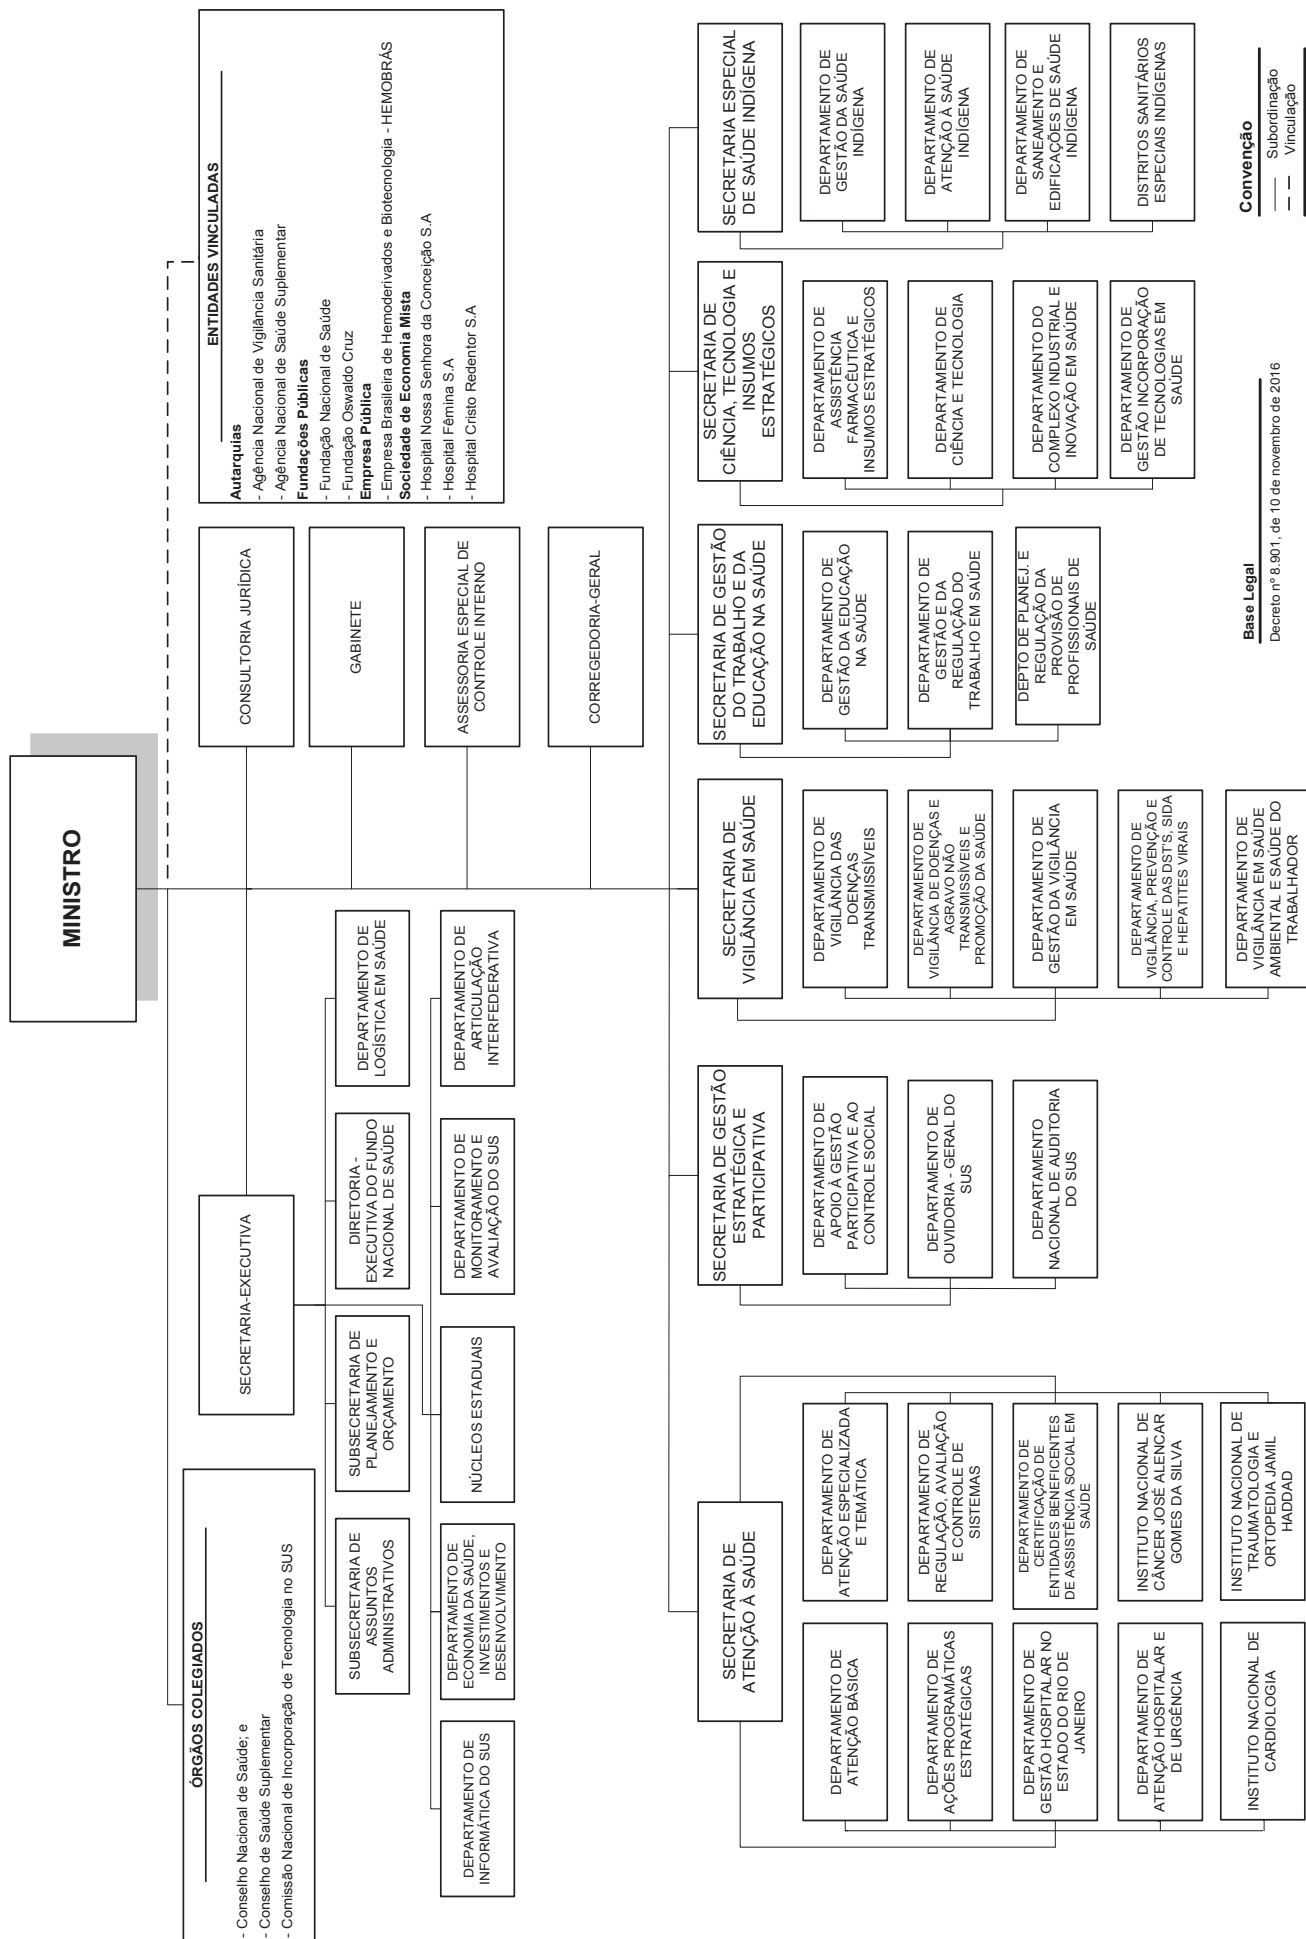 MINISTRO
ÓRGÃOS COLEGIADOS
- Conselho Nacional de Saúde; e
- Conselho de Saúde Suplementar
- Comissão Nacional de Incorporação de Tecnologia no SUS
SECRETARIA-EXECUTIVA
SUBSECRETARIA DE
ASSUNTOS
ADMINISTRATIVOS
SUBSECRETARIA DE
PLANEJAMENTO E
ORÇAMENTO
DIRETORIA -
EXECUTIVA DO FUNDO
NACIONAL DE SAÚDE
DEPARTAMENTO DE
LOGÍSTICA EM SAÚDE
DEPARTAMENTO DE
INFORMÁTICA DO SUS
DEPARTAMENTO DE
ECONOMIA DA SAÚDE,
INVESTIMENTOS E
DESENVOLVIMENTO
NÚCLEOS ESTADUAIS
DEPARTAMENTO DE
MONITORAMENTO E
AVALIAÇÃO DO SUS
DEPARTAMENTO DE
ARTICULAÇÃO
INTERFEDERATIVA
CONSULTORIA JURÍDICA
GABINETE
ASSESSORIA ESPECIAL DE
CONTROLE INTERNO
CORREGEDORIA-GERAL
ENTIDADES VINCULADAS
Autarquias
- Agência Nacional de Vigilância Sanitária
- Agência Nacional de Saúde Suplementar
Fundações Públicas
- Fundação Nacional de Saúde
- Fundação Oswaldo Cruz
Empresa Pública
- Empresa Brasileira de Hemoderivados e Biotecnologia - HEMOBRÁS
Sociedade de Economia Mista
- Hospital Nossa Senhora da Conceição S.A
- Hospital Fêmina S.A
- Hospital Cristo Redentor S.A
SECRETARIA DE
ATENÇÃO À SAÚDE
DEPARTAMENTO DE
ATENÇÃO BÁSICA
DEPARTAMENTO DE
AÇÕES PROGRAMÁTICAS
ESTRATÉGICAS
DEPARTAMENTO DE
GESTÃO HOSPITALAR NO
ESTADO DO RIO DE
JANEIRO
DEPARTAMENTO DE
ATENÇÃO HOSPITALAR E
DE URGÊNCIA
INSTITUTO NACIONAL DE
CARDIOLOGIA
DEPARTAMENTO DE
ATENÇÃO ESPECIALIZADA
E TEMÁTICA
DEPARTAMENTO DE
REGULAÇÃO, AVALIAÇÃO
E CONTROLE DE
SISTEMAS
DEPARTAMENTO DE
CERTIFICAÇÃO DE
ENTIDADES BENEFICENTES
DE ASSISTÊNCIA SOCIAL EM
SAÚDE
INSTITUTO NACIONAL DE
CÂNCER JOSÉ ALENCAR
GOMES DA SILVA
INSTITUTO NACIONAL DE
TRAUMATOLOGIA E
ORTOPEDIA JAMIL
HADDAD
SECRETARIA DE GESTÃO
ESTRATÉGICA E
PARTICIPATIVA
DEPARTAMENTO DE
APOIO À GESTÃO
PARTICIPATIVA E AO
CONTROLE SOCIAL
DEPARTAMENTO DE
OUVIDORIA - GERAL DO
SUS
DEPARTAMENTO
NACIONAL DE AUDITORIA
DO SUS
SECRETARIA DE
VIGILÂNCIA EM SAÚDE
DEPARTAMENTO DE
VIGILÂNCIA DAS
DOENÇAS
TRANSMISSÍVEIS
DEPARTAMENTO DE
VIGILÂNCIA DE DOENÇAS E
AGRAVO NÃO
TRANSMISSÍVEIS E
PROMOÇÃO DA SAÚDE
DEPARTAMENTO DE
GESTÃO DA VIGILÂNCIA
EM SAÚDE
DEPARTAMENTO DE
VIGILÂNCIA, PREVENÇÃO E
CONTROLE DAS DST'S, SIDA
E HEPATITES VIRAIS
DEPARTAMENTO DE
VIGILÂNCIA EM SAÚDE
AMBIENTAL E SAÚDE DO
TRABALHADOR
SECRETARIA DE GESTÃO
DO TRABALHO E DA
EDUCAÇÃO NA SAÚDE
DEPARTAMENTO DE
GESTÃO DA EDUCAÇÃO
NA SAÚDE
DEPARTAMENTO DE
GESTÃO E DA
REGULAÇÃO DO
TRABALHO EM SAÚDE
DEPTO DE PLANEJ. E
REGULAÇÃO DA
PROVISÃO DE
PROFISSIONAIS DE
SAÚDE
SECRETARIA DE
CIÊNCIA, TECNOLOGIA E
INSUMOS
ESTRATÉGICOS
DEPARTAMENTO DE
ASSISTÊNCIA
FARMACÊUTICA E
INSUMOS ESTRATÉGICOS
DEPARTAMENTO DE
CIÊNCIA E TECNOLOGIA
DEPARTAMENTO DO
COMPLEXO INDUSTRIAL E
INOVAÇÃO EM SAÚDE
DEPARTAMENTO DE
GESTÃO INCORPORAÇÃO
DE TECNOLOGIAS EM
SAÚDE
SECRETARIA ESPECIAL
DE SAÚDE INDÍGENA
DEPARTAMENTO DE
GESTÃO DA SAÚDE
INDÍGENA
DEPARTAMENTO DE
ATENÇÃO À SAÚDE
INDÍGENA
DEPARTAMENTO DE
SANEAMENTO E
EDIFICAÇÕES DE SAÚDE
INDÍGENA
DISTRITOS SANITÁRIOS
ESPECIAIS INDÍGENAS
Base Legal
Decreto nº 8.901, de 10 de novembro de 2016
Convenção
Subordinação
Vinculação